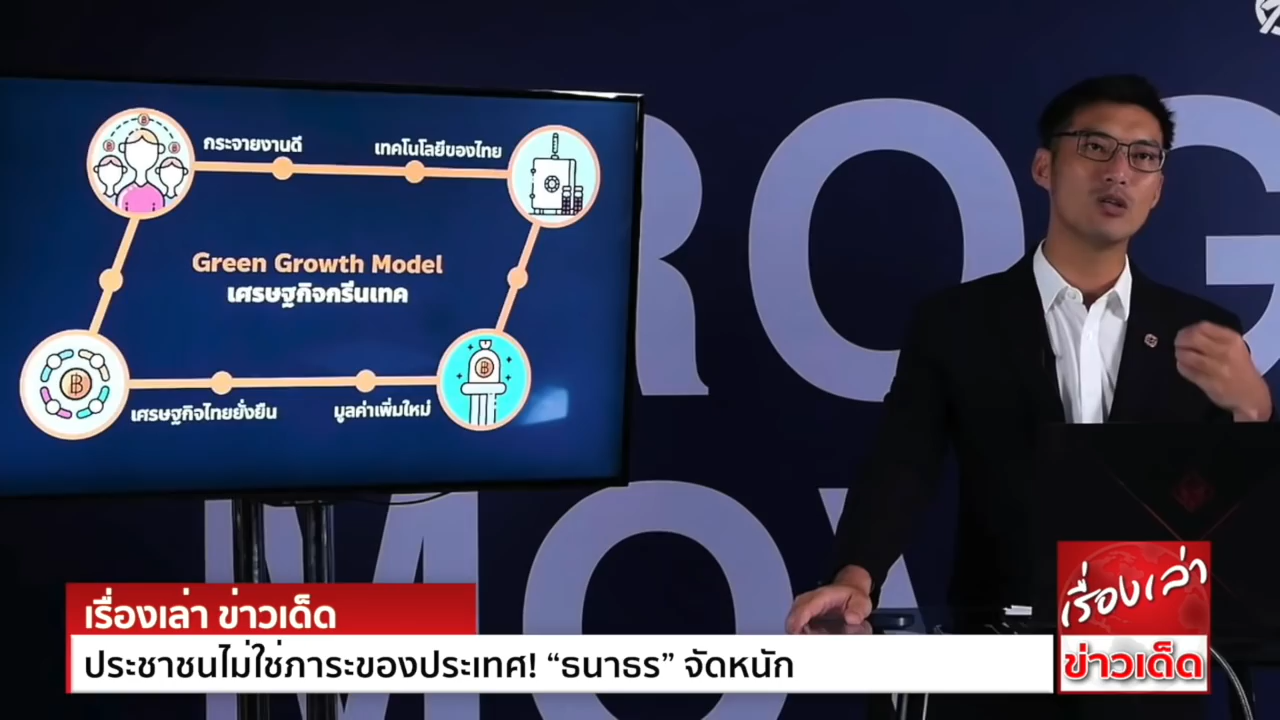 ROG
MOV
กระจายงานดี
เทคโนโลยีของไทย
Green Growth Model
เศรษฐกิจกรีนเทค
เศรษฐกิจไทยยั่งยืน
มูลค่าเพิ่มใหม่
เรื่องเล่า ข่าวเด็ด
ประชาชนไม่ใช่ภาระของประเทศ! “ธนาธร” จัดหนัก
เรื่องเล่า
ข่าวเด็ด